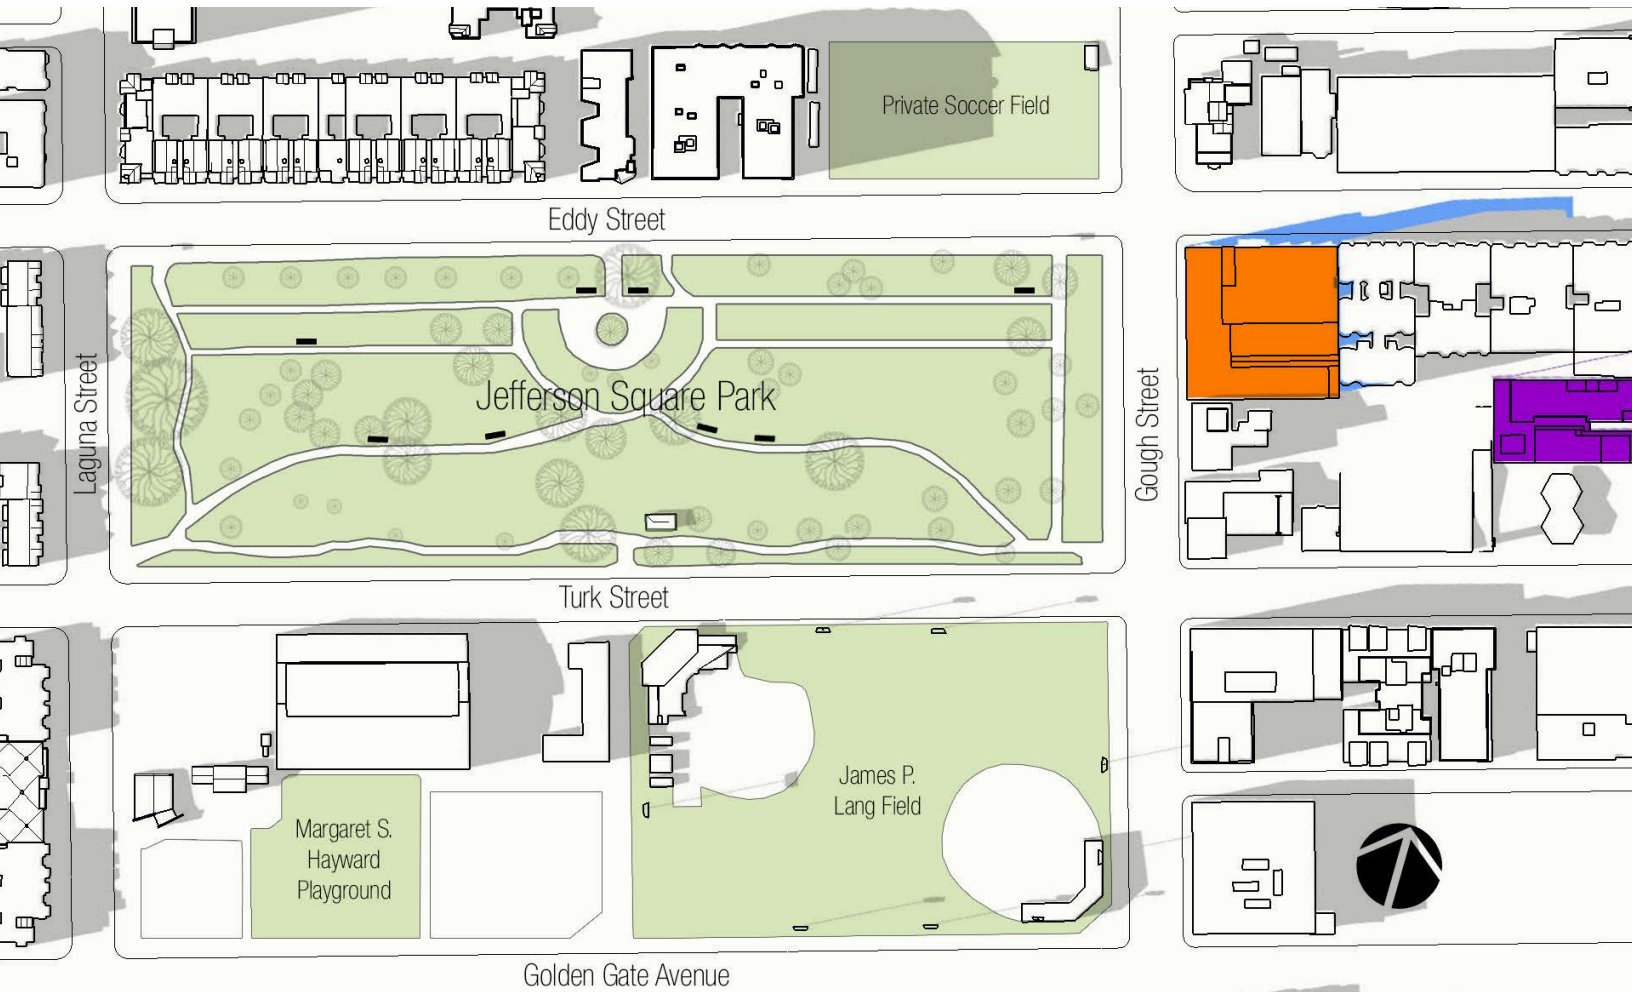 Private Soccer Field
Eddy Street
Jefferson Square Park
Laguna Street
Gough Street
Turk Street
James P.
Lang Field
Margaret S.
Hayward
Playground
Golden Gate Avenue